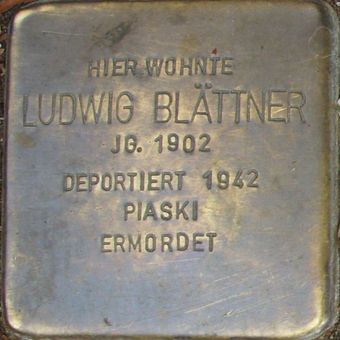 HIER WOHNTE
LUDWIG BLÄTTNER
JG. 1902
DEPORTIERT 1942
PIASKI
ERMORDET